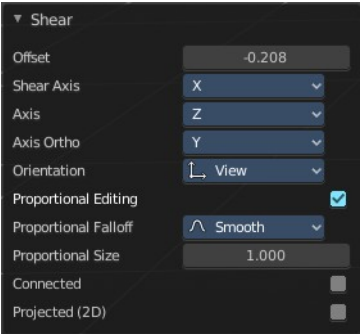 Shear
Offset -0.208
Shear Axis X
Axis Z
Axis Ortho Y
Orientation View
Proportional Editing
Proportional Falloff Smooth
Proportional Size 1.000
Connected
Projected (2D)